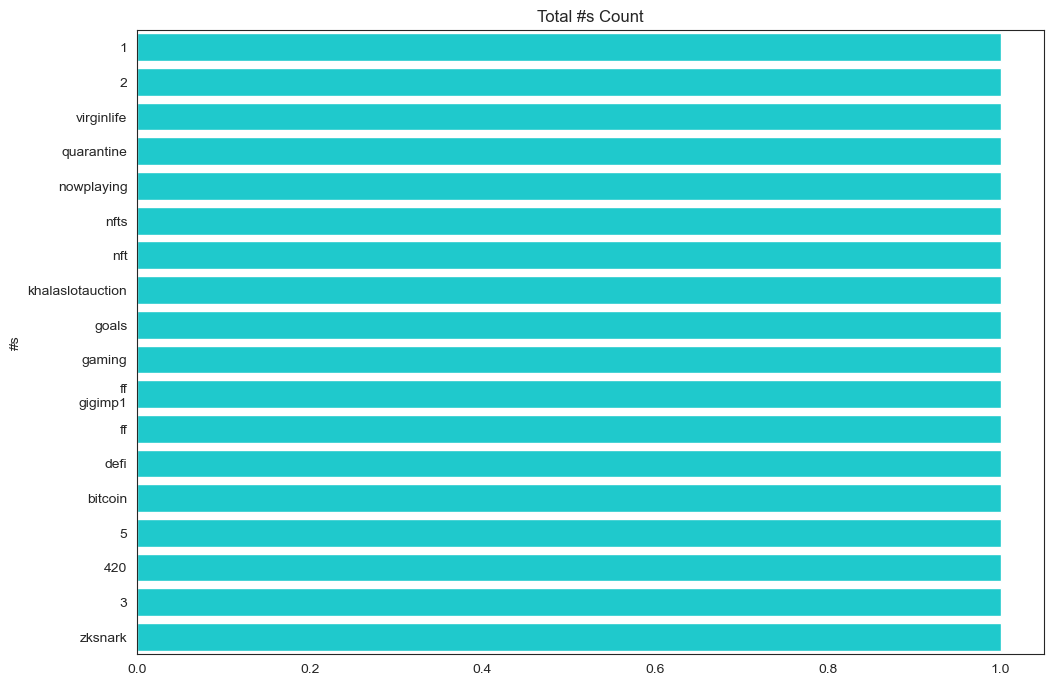 Total #s Count
1
2
virginlife
quarantine
nowplaying
nfts
nft
khalaslotauction
goals
#s
gaming
ff
gigimp1
ff
defi
bitcoin
5
420
3
zksnark
0.0 0.2 0.4 0.6 0.8 1.0